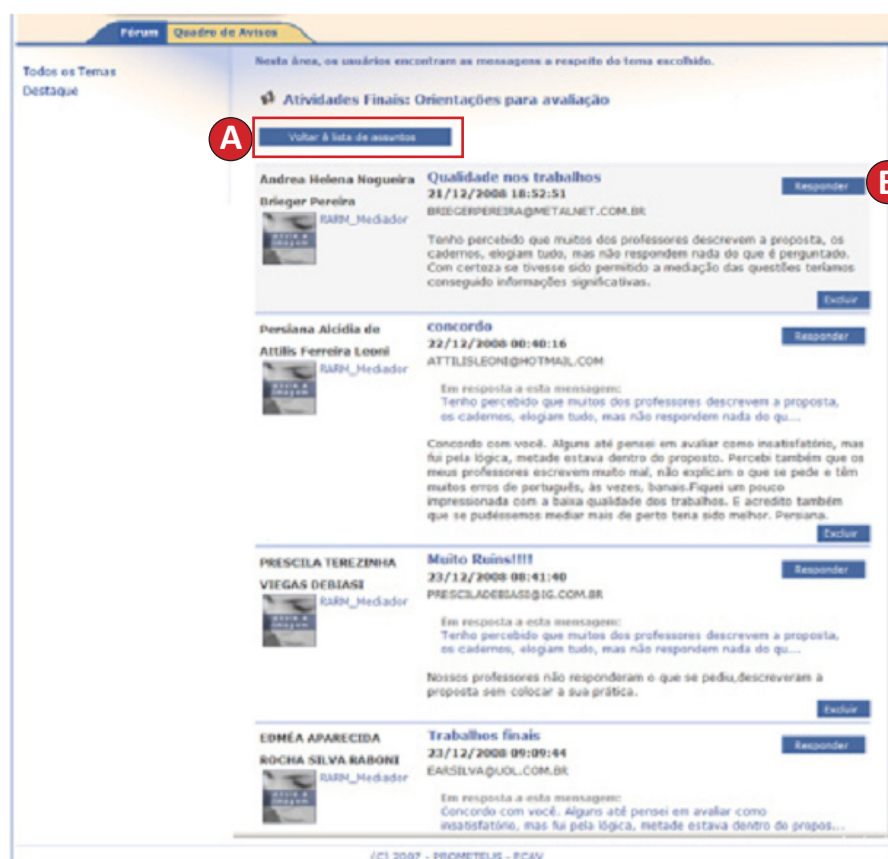 Fórum Quadro de Avisos
Todos os Temas
Destaque
Nesta área, os usuários encontram as mensagens a respeito do tema escolhido.
Atividades Finais: Orientações para avaliação
A
Voltar à lista de assuntos
Andrea Helena Nogueira
Brieger Pereira
RARM_Mediador
Qualidade nos trabalhos
21/12/2008 18:52:51
BRIEGERPEREIRA@METALNET.COM.BR
Responder
Tenho percebido que muitos dos professores descrevem a proposta, os
cadernos, elogiam tudo, mas não respondem nada do que é perguntado.
Com certeza se tivesse sido permitido a mediação das questões teríamos
conseguido informações significativas.
Excluir
Persiana Alcidia de
Attilis Ferreira Leoni
RARM_Mediador
concordo
22/12/2008 00:40:16
ATTILISLEONI@HOTMAIL.COM
Responder
Em resposta a esta mensagem:
Tenho percebido que muitos dos professores descrevem a proposta,
os cadernos, elogiam tudo, mas não respondem nada do qu....
Concordo com você. Alguns até pensei em avaliar como insatisfatório, mas
fui pela lógica, metade estava dentro do proposto. Percebi também que os
meus professores escrevem muito mal, não explicam o que se pede e têm
muitos erros de português, às vezes, banais.Fiquei um pouco
impressionada com a baixa qualidade dos trabalhos. E acredito também
que se pudéssemos mediar mais de perto teria sido melhor. Persiana.
Excluir
PRESCILA TEREZINHA
VIEGAS DEBIASI
RARM_Mediador
Muito Ruins!!!!
23/12/2008 08:41:40
PRESCILADEBIASI@IG.COM.BR
Responder
Em resposta a esta mensagem:
Tenho percebido que muitos dos professores descrevem a proposta,
os cadernos, elogiam tudo, mas não respondem nada do qu....
Nossos professores não responderam o que se pediu,descreveram a
proposta sem colocar a sua prática.
Excluir
EDMÉA APARECIDA
ROCHA SILVA RABONI
RARM_Mediador
Trabalhos finais
23/12/2008 09:09:44
EARSILVA@UOL.COM.BR
Responder
Em resposta a esta mensagem:
Concordo com você. Alguns até pensei em avaliar como
insatisfatório, mas fui pela lógica, metade estava dentro do propos...
(C) 2007 - PROMETEUS - FCAV